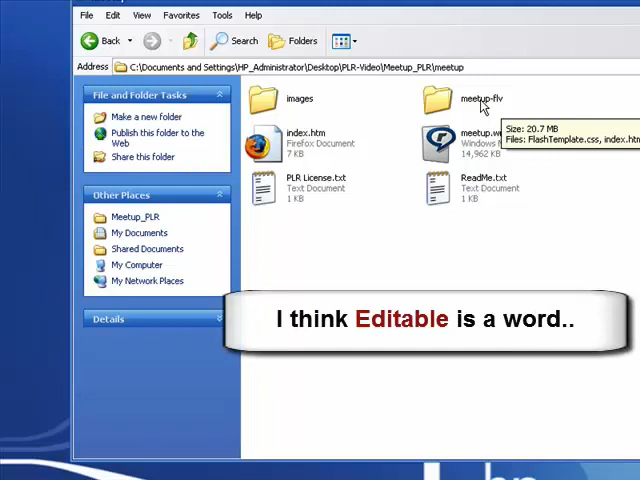 File Edit View Favorites Tools Help
Back Search Folders
Address C:\Documents and Settings\HP_Administrator\Desktop\PLR-Video\Meetup_PLR\meetup
File and Folder Tasks
Make a new folder
Publish this folder to the
Web
Share this folder
Other Places
Meetup_PLR
My Documents
Shared Documents
My Computer
My Network Places
Details
images
meetup-flv
index.htm
Firefox Document
7 KB
Windows
14,962 KB
Size: 20.7 MB
Files: FlashTemplate.css,
PLR License.txt
Text Document
1 KB
ReadMe.txt
Text Document
1 KB
I think Editable is a word..